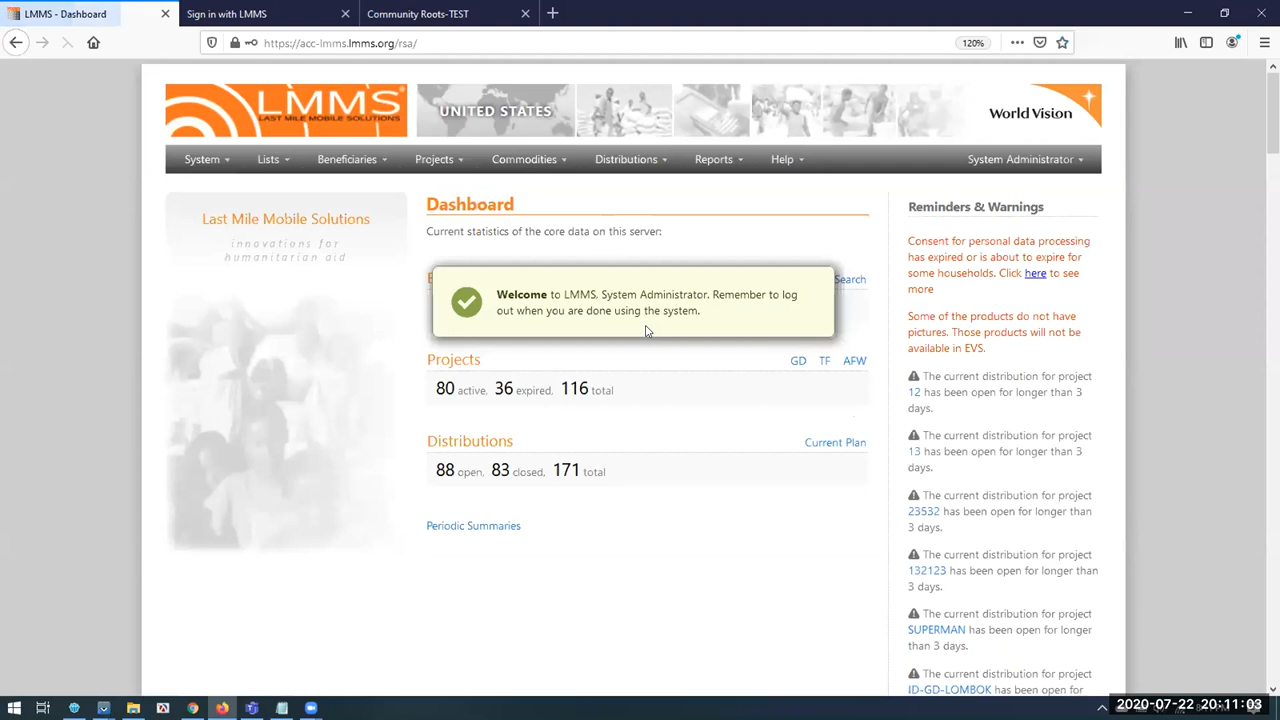 LMMS - Dashboard
Sign in with LMMS
Community Roots-TEST
https://acc-lmms.lmms.org/rsa/
120%
LMMS
LAST MILE MOBILE SOLUTIONS
UNITED STATES
World Vision
System
Lists
Beneficiaries
Projects
Commodities
Distributions
Reports
Help
System Administrator
Last Mile Mobile Solutions
innovations for
humanitarian aid
Dashboard
Current statistics of the core data on this server:
Search
Welcome to LMMS, System Administrator. Remember to log
out when you are done using the system.
Projects
GD TF AFW
80 active, 36 expired, 116 total
Distributions
Current Plan
88 open, 83 closed, 171 total
Periodic Summaries
Reminders & Warnings
Consent for personal data processing
has expired or is about to expire for
some households. Click here to see
more
Some of the products do not have
pictures. Those products will not be
available in EVS.
The current distribution for project
12 has been open for longer than 3
days.
The current distribution for project
13 has been open for longer than 3
days.
The current distribution for project
23532 has been open for longer than
3 days.
The current distribution for project
132123 has been open for longer than
3 days.
The current distribution for project
SUPERMAN has been open for longer
than 3 days.
The current distribution for project
ID-GD-LOMBOK has been open for
2020-07-22 20:11:03